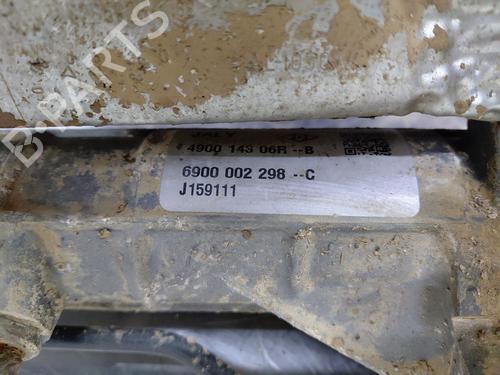 B-PARTS
4900 143 06R --B
6900 002 298 --C
J159111